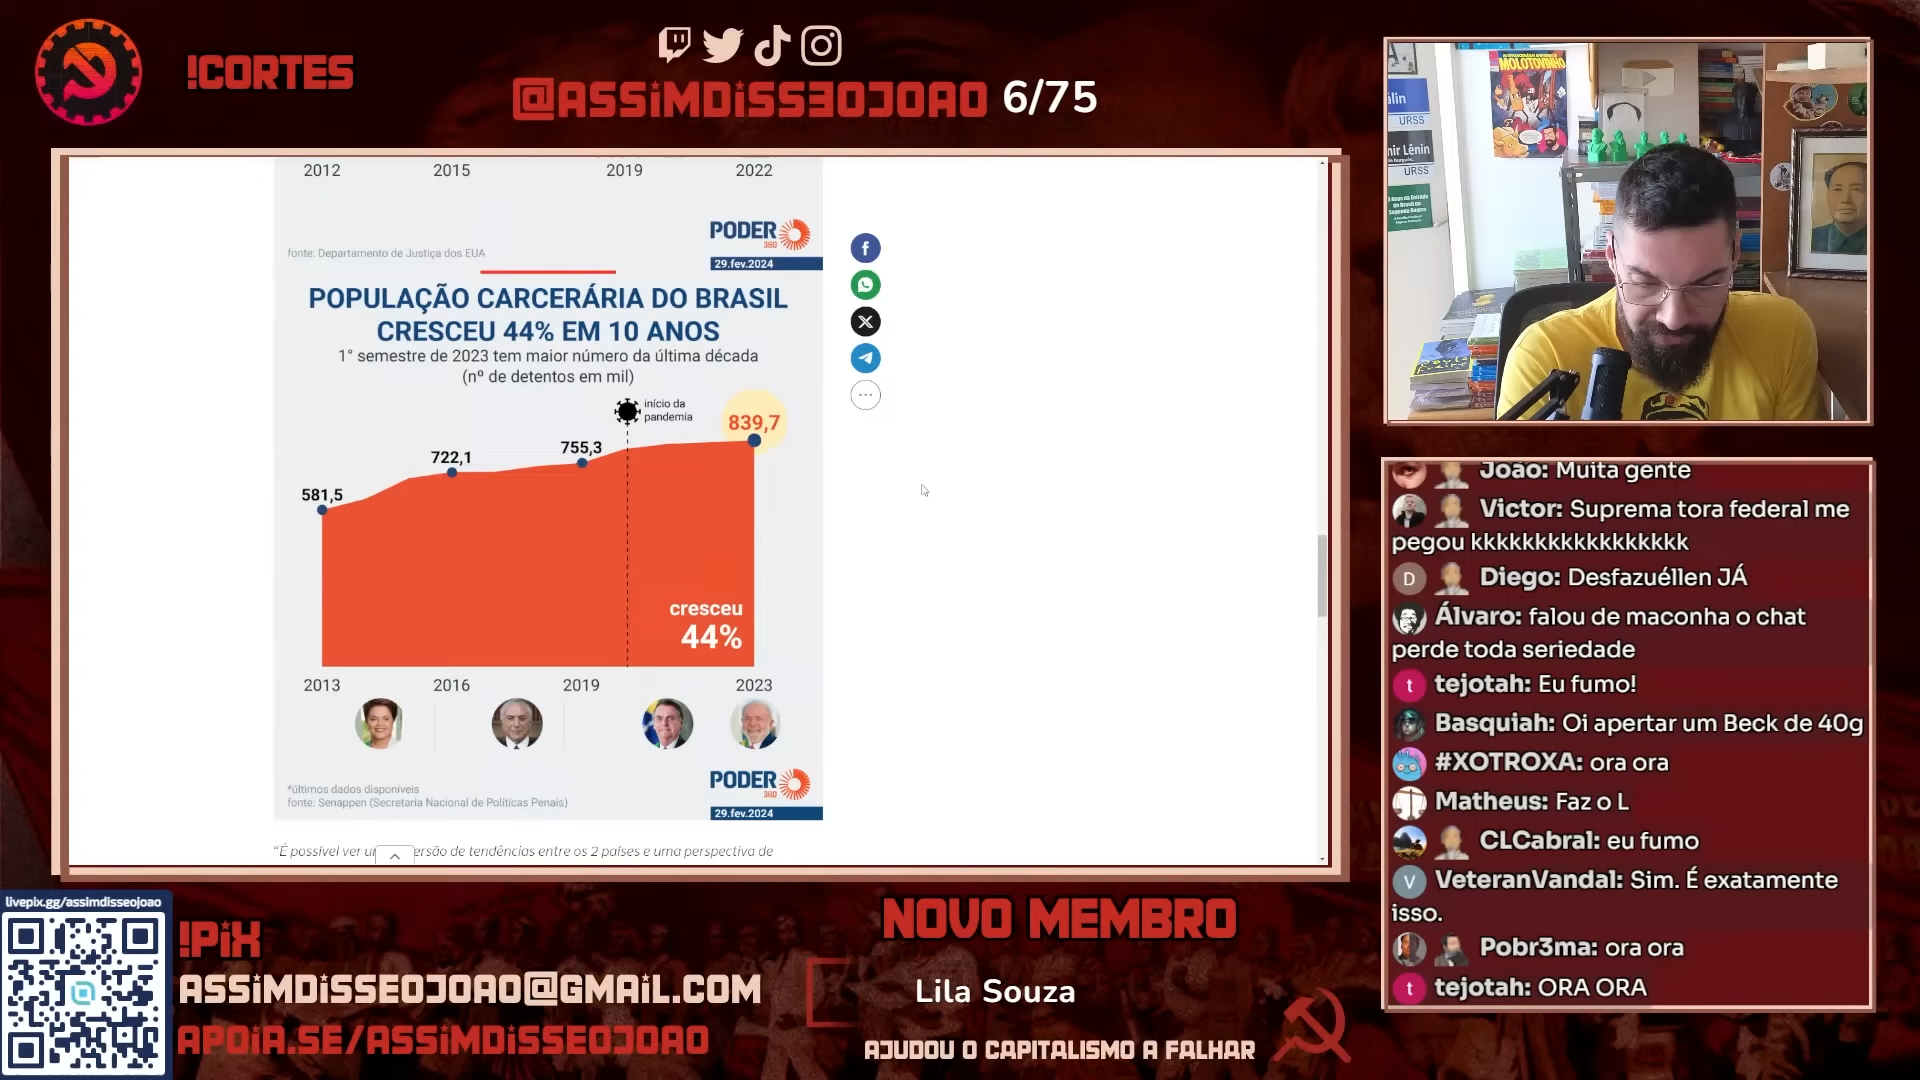 !CORTES
@ASSIMDISSEOJOAO 6/75
2012 2015 2019 2022
PODER
360
fonte: Departamento de Justiça dos EUA
29.fev.2024
POPULAÇÃO CARCERÁRIA DO BRASIL
CRESCEU 44% EM 10 ANOS
1° semestre de 2023 tem maior número da última década
(nº de detentos em mil)
início da
pandemia
839,7
755,3
722,1
581,5
cresceu
44%
2013 2016 2019 2023
PODER
360
*últimos dados disponíveis
fonte: Senappen (Secretaria Nacional de Políticas Penais)
29.fev.2024
“É possível ver
ersão de tendências entre os 2 países e uma perspectiva de
MOLOTOVINHO
URSS
Lênin
URSS
João: Muita gente
Victor: Suprema tora federal me
pegou kkkkkkkkkkkkkkkkk
D Diego: Desfazuéllen JÁ
Álvaro: falou de maconha o chat
perde toda seriedade
t tejotah: Eu fumo!
Basquiah: Oi apertar um Beck de 40g
#XOTROXA: ora ora
Matheus: Faz o L
CLCabral: eu fumo
V VeteranVandal: Sim. É exatamente
isso.
Pobr3ma: ora ora
t tejotah: ORA ORA
livepix.gg/assimdisseojoao
!PIX
ASSIMDISSEOJOAO@GMAIL.COM
APOIA.SE/ASSIMDISSEOJOAO
NOVO MEMBRO
Lila Souza
AJUDOU O CAPITALISMO A FALHAR